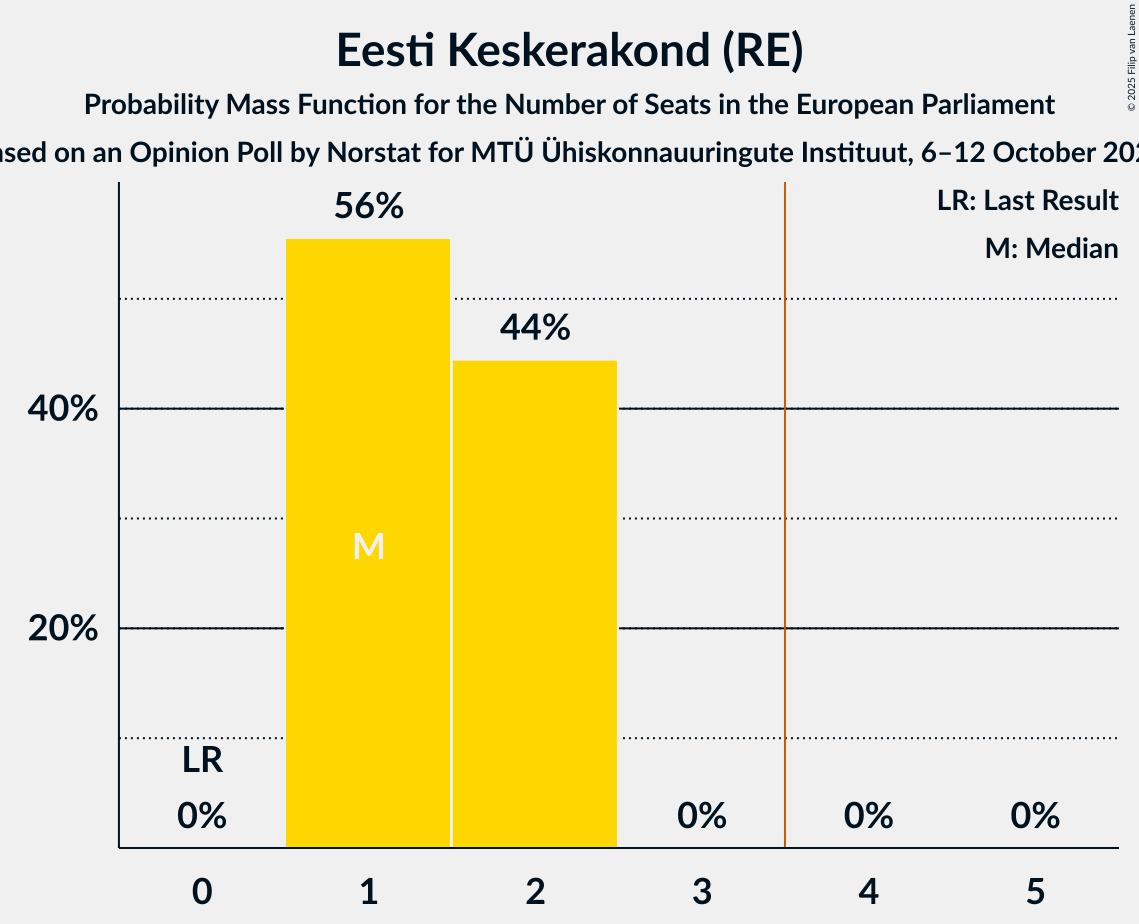 Eesti Keskerakond (RE)
Probability Mass Function for the Number of Seats in the European Parliament
on an Opinion Poll by Norstat for MTÜ Ühiskonnauuringute Instituut, 6–12 October
© 2025 Filip van Laenen
LR: Last Result
M: Median
56%
44%
40%
M
20%
LR
0%
0%
0%
0%
0 1 2 3 4 5